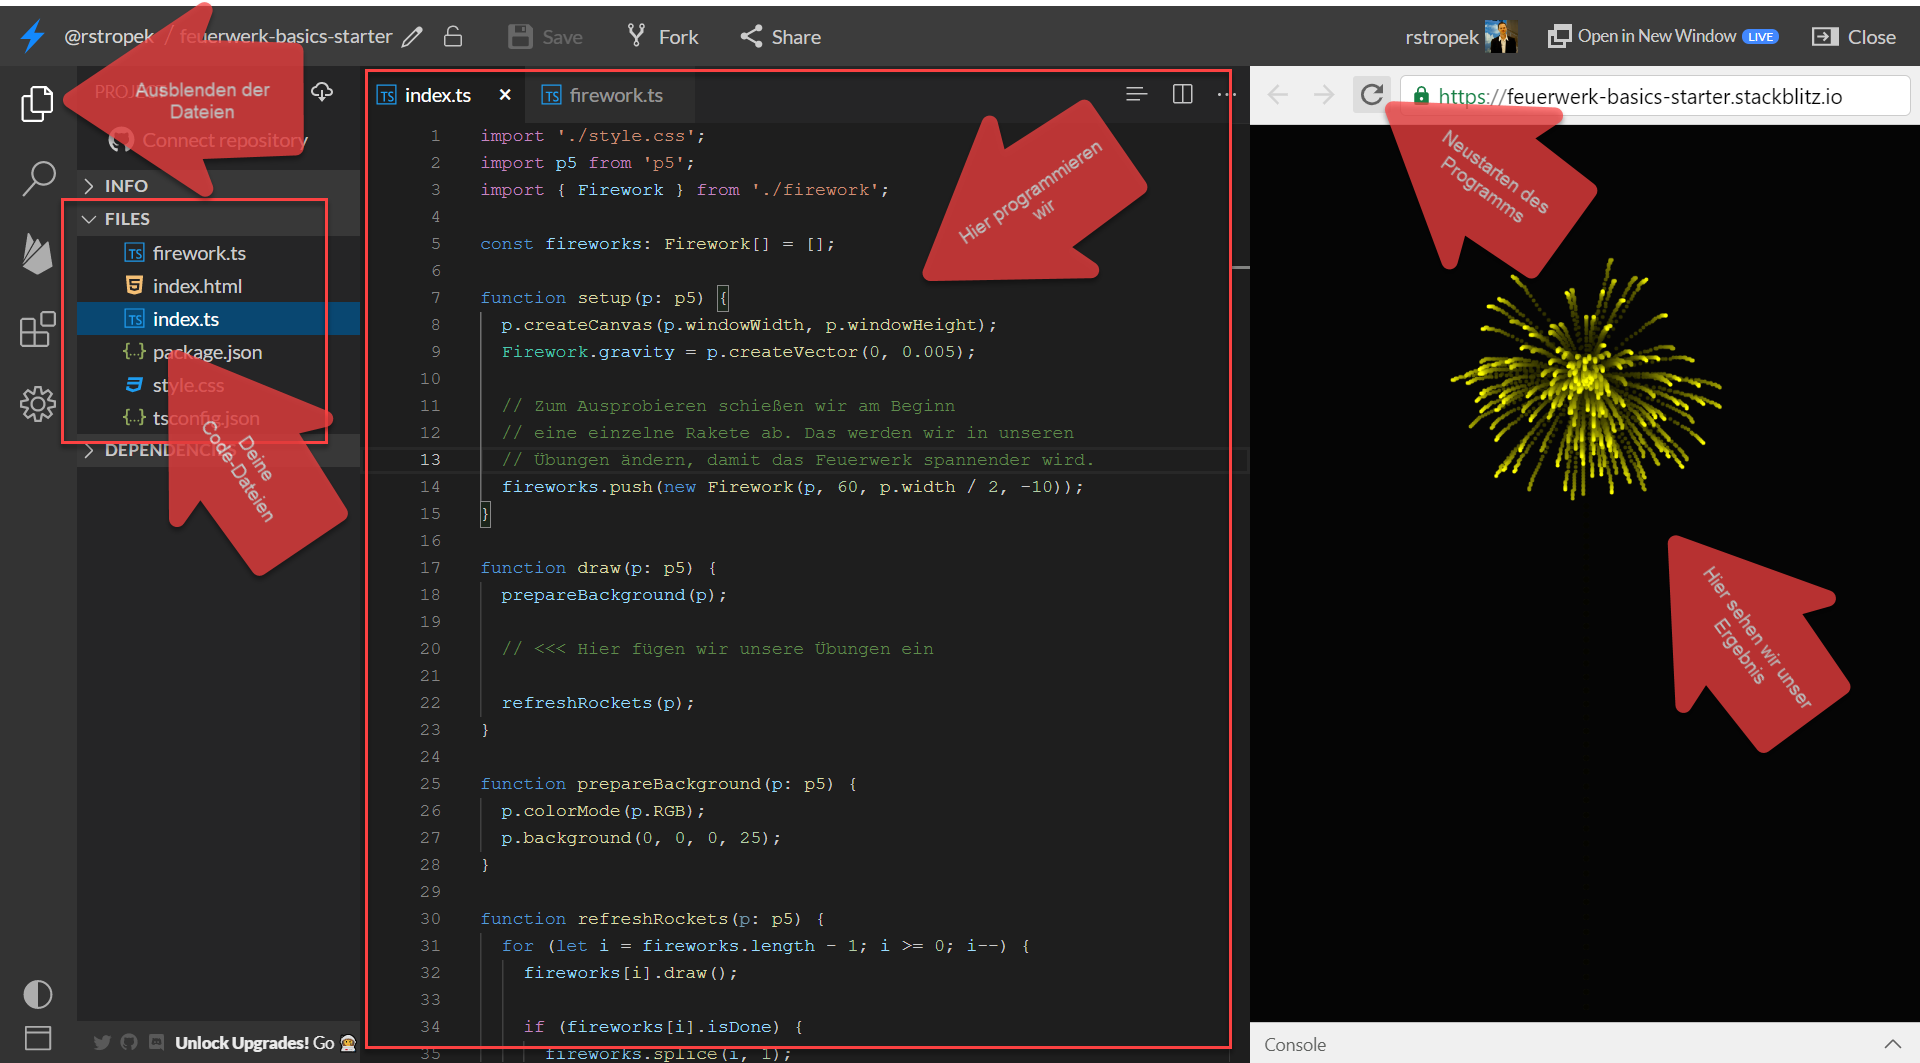 @rstropek / feuerwerk-basics-starter
Save
Fork
Share
rstropek
Open in New Window LIVE
Close
PROJECT
Ausblenden der
Dateien
Connect repository
INFO
FILES
firework.ts
index.html
index.ts
package.json
style.css
tsconfig.json
DEPENDENCIES
Deine
Code-Dateien
Unlock Upgrades! Go
index.ts
firework.ts
1 import './style.css';
2 import p5 from 'p5';
3 import { Firework } from './firework';
4
5 const fireworks: Firework[] = [];
6
7 function setup(p: p5) {
8 p.createCanvas(p.windowWidth, p.windowHeight);
9 Firework.gravity = p.createVector(0, 0.005);
10
11 // Zum Ausprobieren schießen wir am Beginn
12 // eine einzelne Rakete ab. Das werden wir in unseren
13 // Übungen ändern, damit das Feuerwerk spannender wird.
14 fireworks.push(new Firework(p, 60, p.width / 2, -10));
15 }
16
17 function draw(p: p5) {
18 prepareBackground(p);
19
20 // <<< Hier fügen wir unsere Übungen ein
21
22 refreshRockets(p);
23 }
24
25 function prepareBackground(p: p5) {
26 p.colorMode(p.RGB);
27 p.background(0, 0, 0, 25);
28 }
29
30 function refreshRockets(p: p5) {
31 for (let i = fireworks.length - 1; i >= 0; i--) {
32 fireworks[i].draw();
33
34 if (fireworks[i].isDone) {
35 fireworks.splice(i, 1);
Hier programmieren
wir
https://feuerwerk-basics-starter.stackblitz.io
Neustarten des
Programms
Hier sehen wir unser
Ergebnis
Console